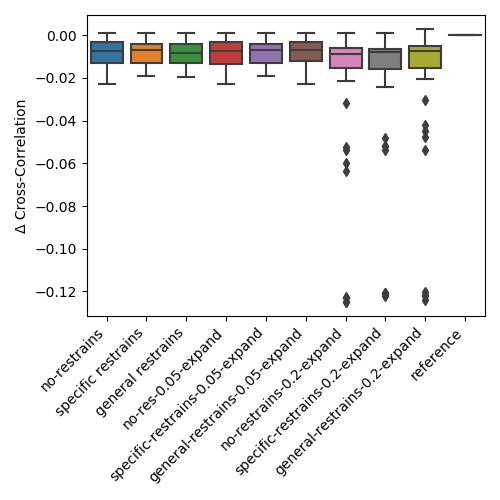 Δ Cross-Correlation
0.00
−0.02
−0.04
−0.06
−0.08
−0.10
−0.12
no-restrains
specific restrains
general restrains
no-res-0.05-expand
specific-restrains-0.05-expand
general-restrains-0.05-expand
no-restrains-0.2-expand
specific-restrains-0.2-expand
general-restrains-0.2-expand
reference